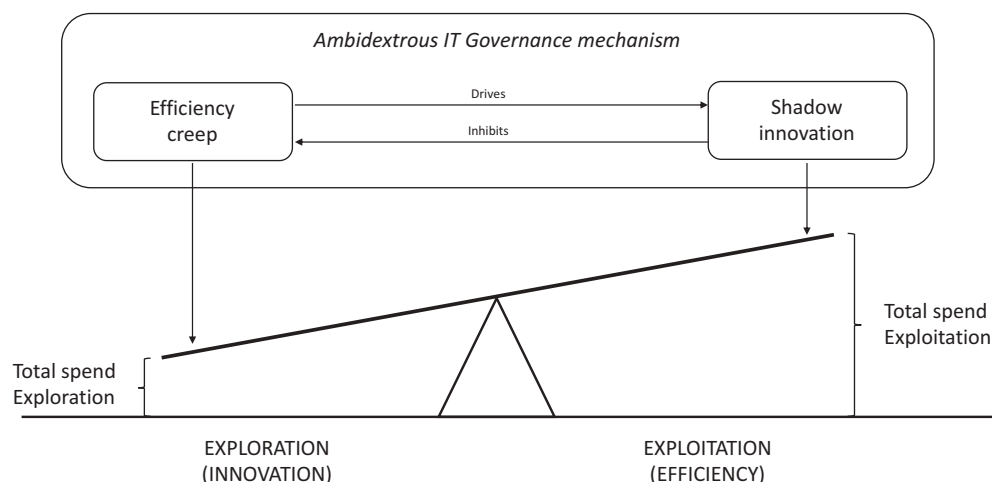 Ambidextrous IT Governance mechanism
Efficiency
creep
Drives
Inhibits
Shadow
innovation
Total spend
Exploration
Total spend
Exploitation
EXPLORATION
(INNOVATION)
EXPLOITATION
(EFFICIENCY)